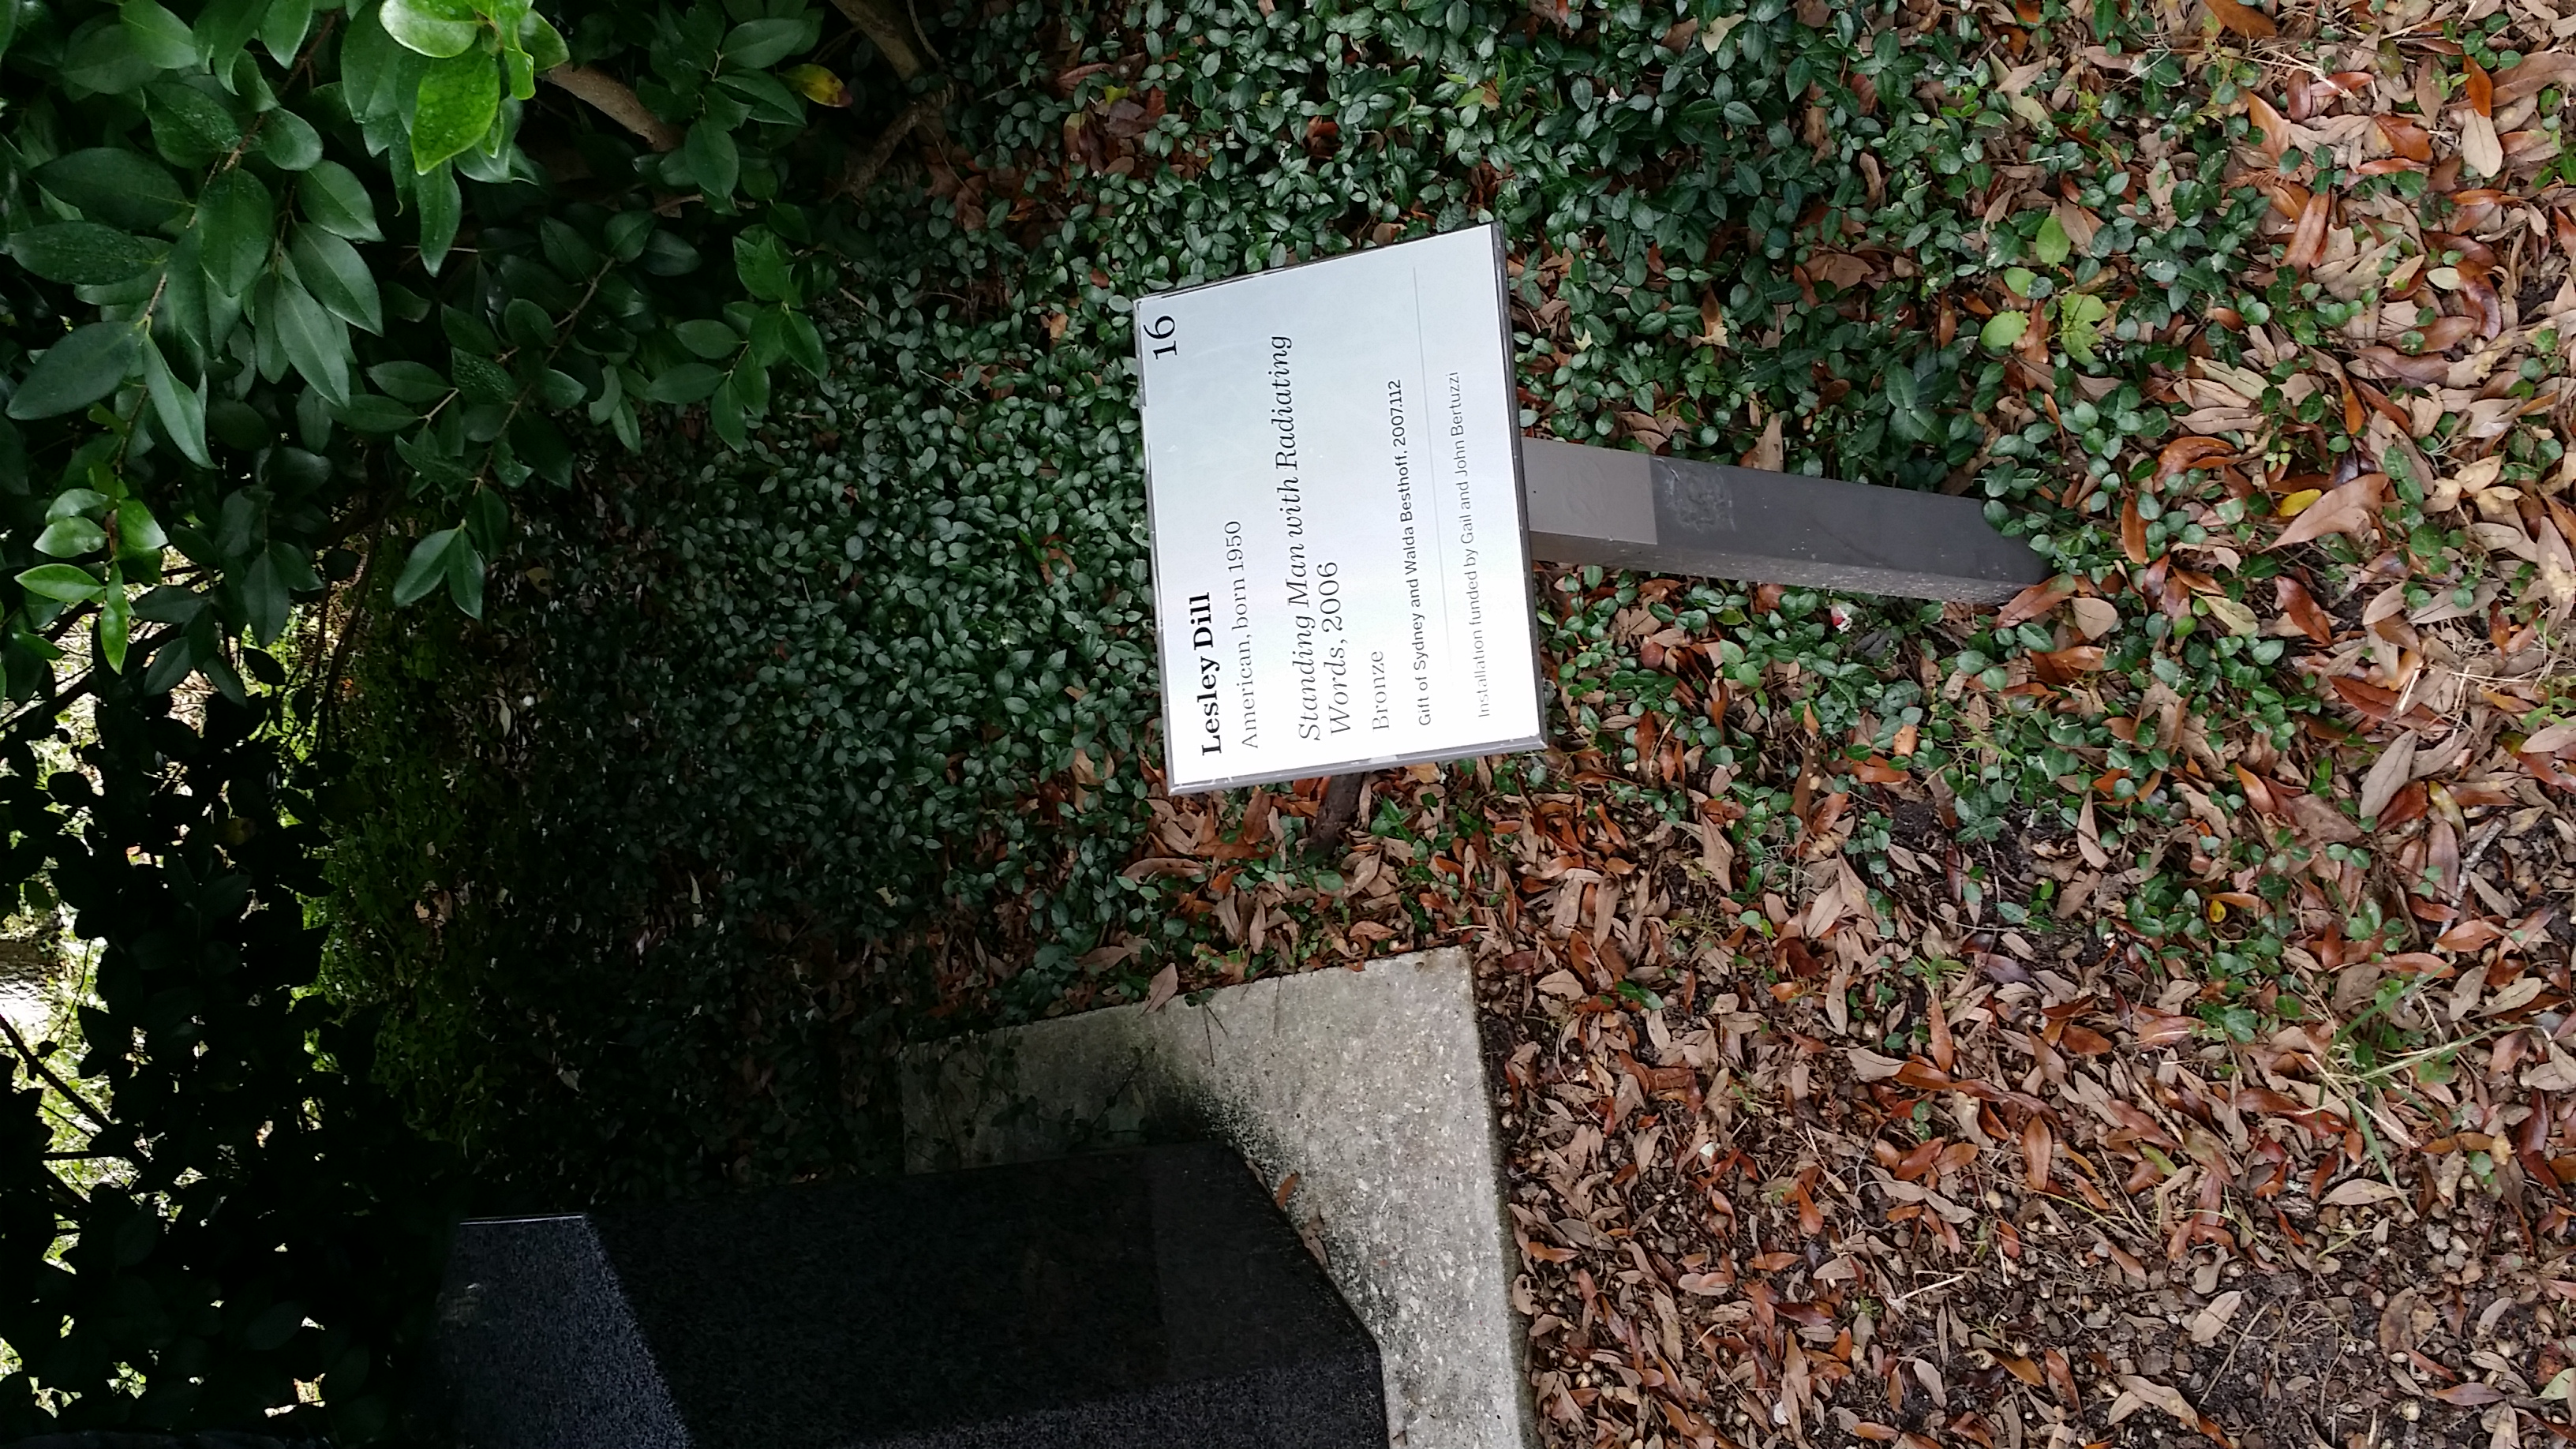 16
Lesley Dill
American, born 1950
Standing Man with Radiating
Words, 2006
Bronze
Gift of Sydney and Walda Besthoff, 2007.112
Installation funded by Gail and John Bertuzzi